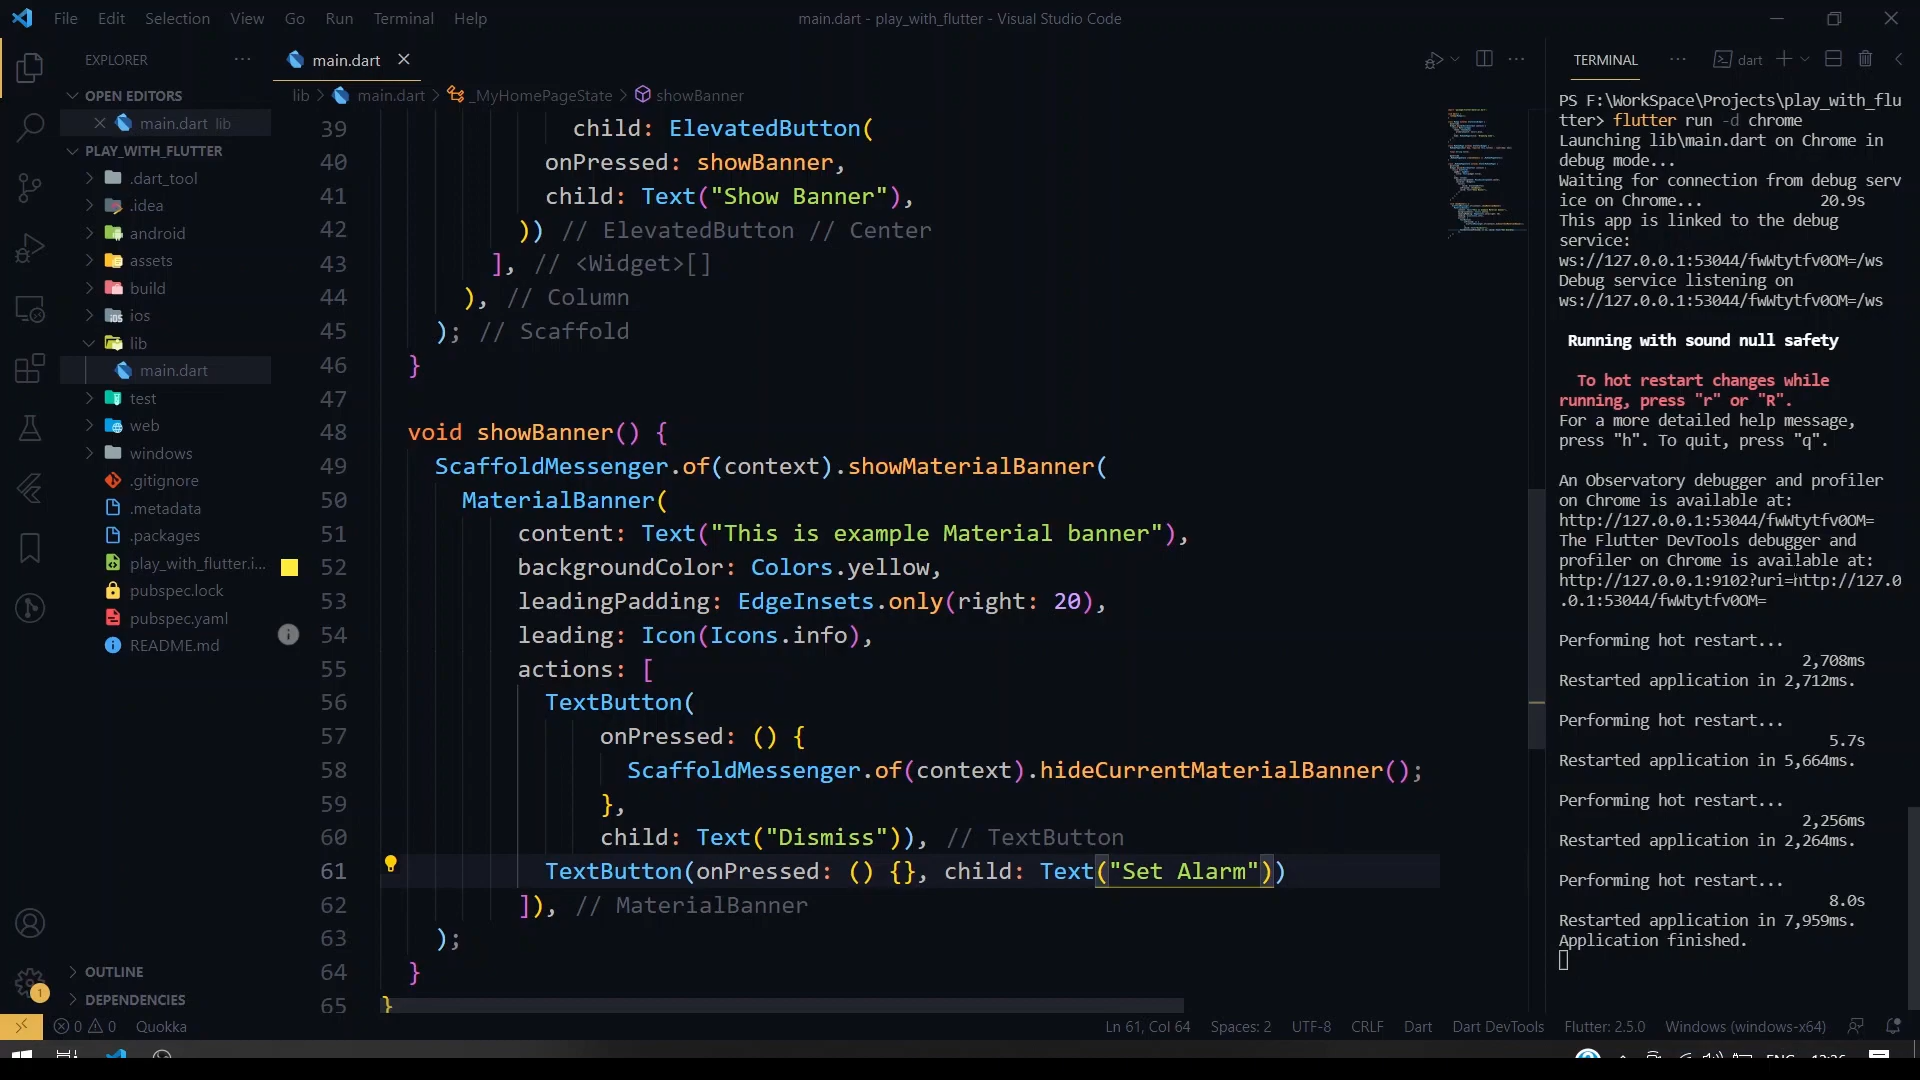 File Edit Selection View Go Run Terminal Help
main.dart - play_with_flutter - Visual Studio Code
EXPLORER
OPEN EDITORS
main.dart lib
PLAY_WITH_FLUTTER
.dart_tool
.idea
android
assets
build
ios
lib
main.dart
test
web
windows
.gitignore
.metadata
.packages
play_with_flutter.i...
pubspec.lock
pubspec.yaml
README.md
OUTLINE
DEPENDENCIES
main.dart
lib > main.dart > _MyHomePageState > showBanner
39 child: ElevatedButton(
40 onPressed: showBanner,
41 child: Text("Show Banner"),
42 )) // ElevatedButton // Center
43 ], // <Widget>[]
44 ), // Column
45 ); // Scaffold
46 }
47
48 void showBanner() {
49 ScaffoldMessenger.of(context).showMaterialBanner(
50 MaterialBanner(
51 content: Text("This is example Material banner"),
52 backgroundColor: Colors.yellow,
53 leadingPadding: EdgeInsets.only(right: 20),
54 leading: Icon(Icons.info),
55 actions: [
56 TextButton(
57 onPressed: () {
58 ScaffoldMessenger.of(context).hideCurrentMaterialBanner();
59 },
60 child: Text("Dismiss")), // TextButton
61 TextButton(onPressed: () {}, child: Text("Set Alarm"))
62 ]), // MaterialBanner
63 );
64 }
65 }
TERMINAL
dart
PS F:\WorkSpace\Projects\play_with_flu
tter> flutter run -d chrome
Launching lib\main.dart on Chrome in
debug mode...
Waiting for connection from debug serv
ice on Chrome... 20.9s
This app is linked to the debug
service:
ws://127.0.0.1:53044/fwWtytfv0OM=/ws
Debug service listening on
ws://127.0.0.1:53044/fwWtytfv0OM=/ws
Running with sound null safety
To hot restart changes while
running, press "r" or "R".
For a more detailed help message,
press "h". To quit, press "q".
An Observatory debugger and profiler
on Chrome is available at:
http://127.0.0.1:53044/fwWtytfv0OM=
The Flutter DevTools debugger and
profiler on Chrome is available at:
http://127.0.0.1:9102?uri=http://127.0
.0.1:53044/fwWtytfv0OM=
Performing hot restart...
2,708ms
Restarted application in 2,712ms.
Performing hot restart...
5.7s
Restarted application in 5,664ms.
Performing hot restart...
2,256ms
Restarted application in 2,264ms.
Performing hot restart...
8.0s
Restarted application in 7,959ms.
Application finished.
1
0 0 Quokka
Ln 61, Col 64 Spaces: 2 UTF-8 CRLF Dart Dart DevTools Flutter: 2.5.0 Windows (windows-x64)